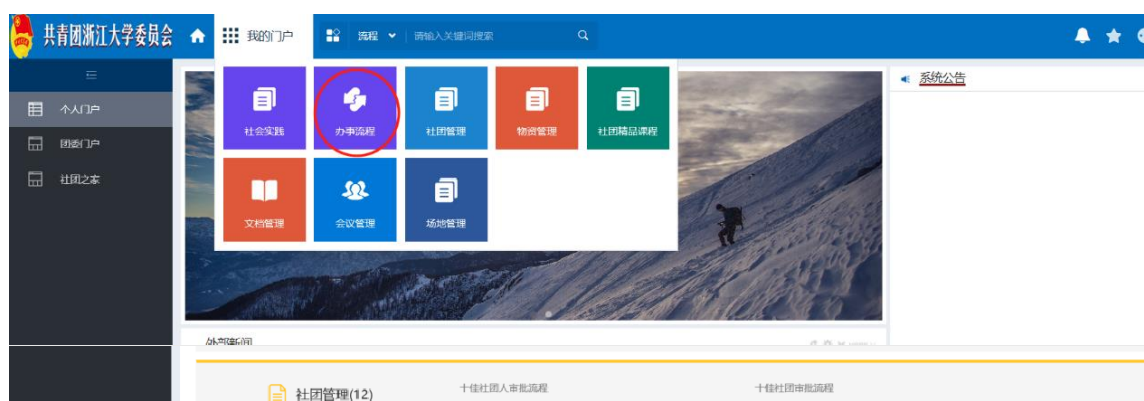 共青团浙江大学委员会 我的门户 流程 请输入关键词搜索
系统公告
个人门户
团委门户
社团之家
社会实践 办事流程 社团管理 物资管理 社团精品课程
文档管理 会议管理 场地管理
外部新闻
社团管理(12) 十佳社团人审批流程 十佳社团审批流程